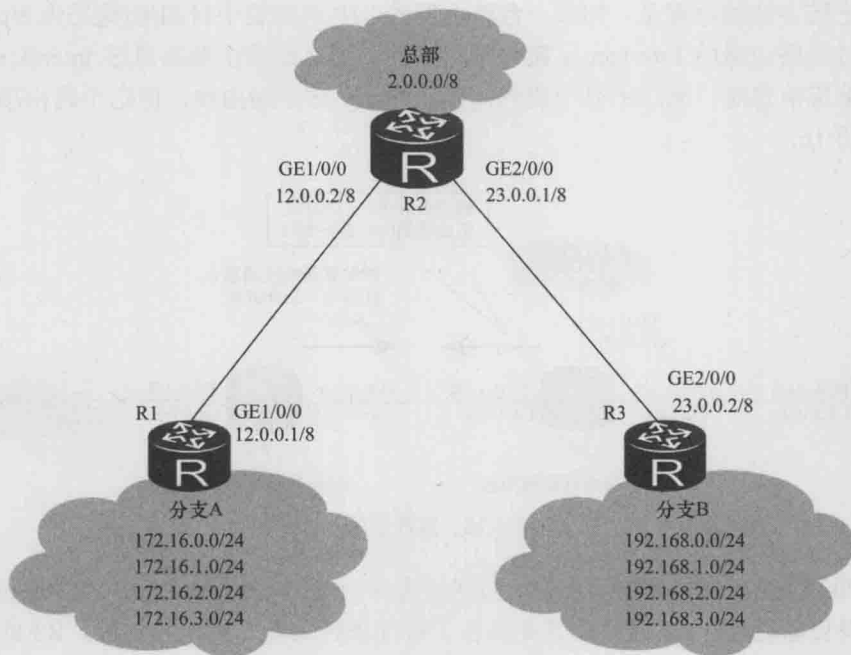 总部
2.0.0.0/8
GE1/0/0
12.0.0.2/8
R
R2
GE2/0/0
23.0.0.1/8
R1
GE1/0/0
12.0.0.1/8
R
分支A
172.16.0.0/24
172.16.1.0/24
172.16.2.0/24
172.16.3.0/24
GE2/0/0
23.0.0.2/8
R3
R
分支B
192.168.0.0/24
192.168.1.0/24
192.168.2.0/24
192.168.3.0/24